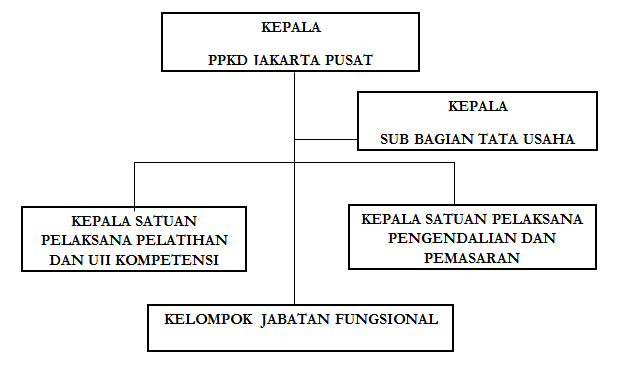 KEPALA
PPKD JAKARTA PUSAT
KEPALA
SUB BAGIAN TATA USAHA
KEPALA SATUAN
PELAKSANA PELATIHAN
DAN UJI KOMPETENSI
KEPALA SATUAN PELAKSANA
PENGENDALIAN DAN
PEMASARAN
KELOMPOK JABATAN FUNGSIONAL